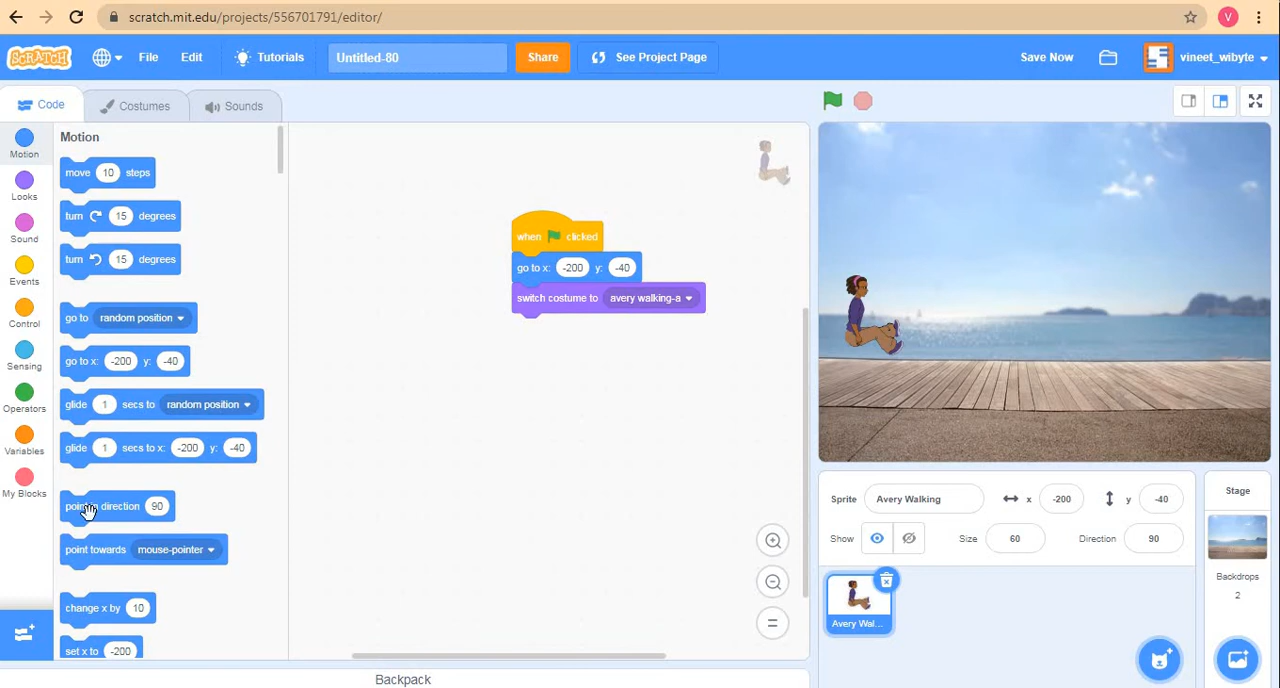 scratch.mit.edu/projects/556701791/editor/
V
SCRATCH
File
Edit
Tutorials
Untitled-80
Share
See Project Page
Save Now
vineet_wibyte
Code
Costumes
Sounds
Motion
Looks
Sound
Events
Control
Sensing
Operators
Variables
My Blocks
Motion
move 10 steps
turn 15 degrees
turn 15 degrees
go to random position
go to x: -200 y: -40
glide 1 secs to random position
glide 1 secs to x: -200 y: -40
point in direction 90
point towards mouse-pointer
change x by 10
set x to -200
when clicked
go to x: -200 y: -40
switch costume to avery walking-a
Sprite Avery Walking x -200 y -40
Show Size 60 Direction 90
Avery Wal...
Stage
Backdrops
2
Backpack